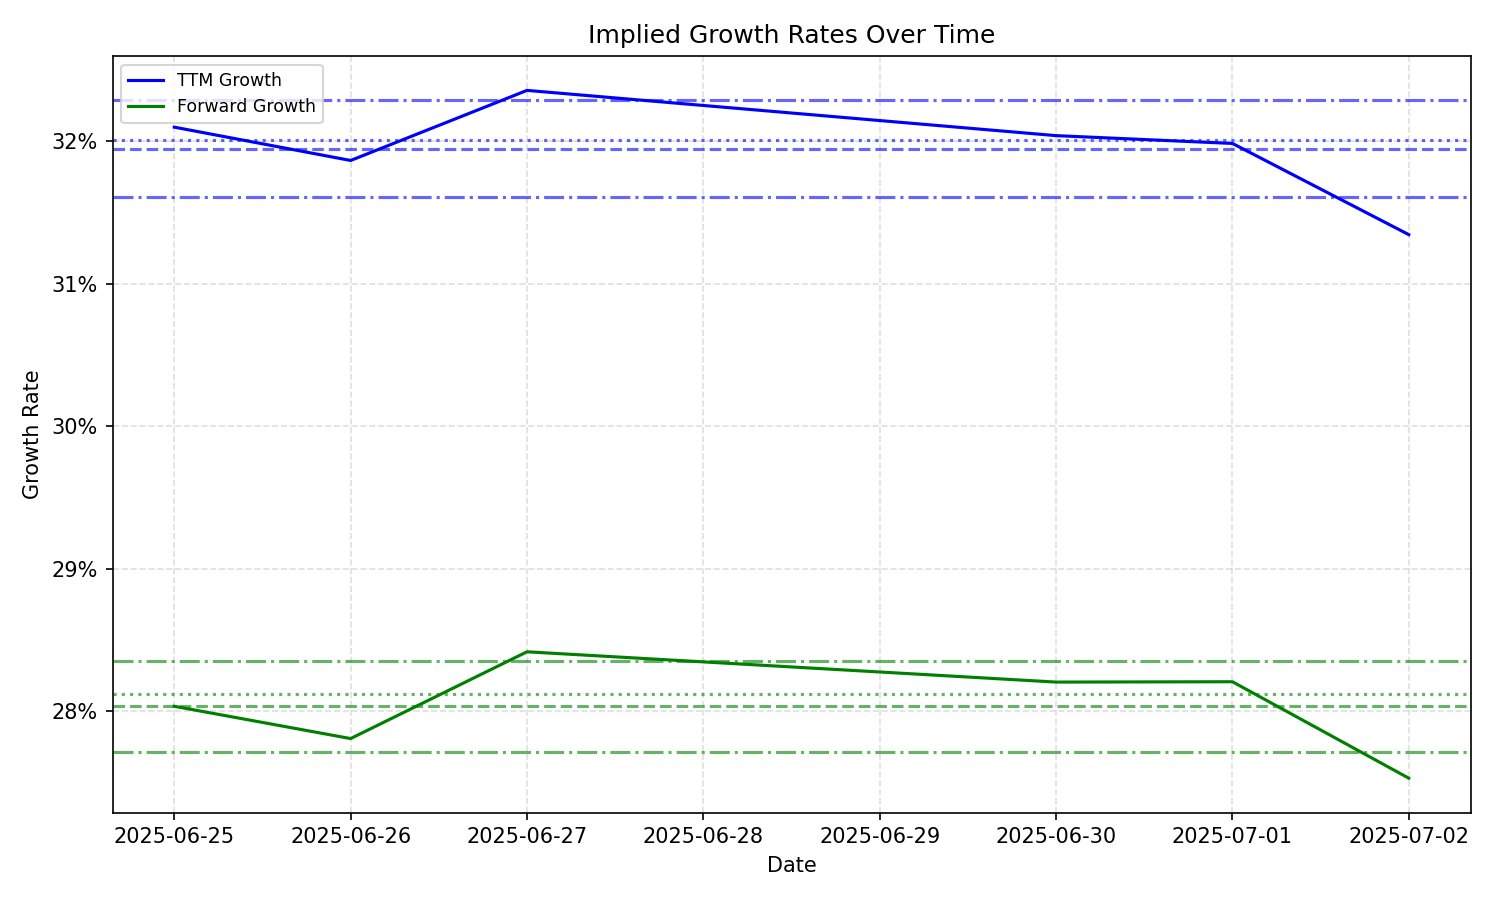 Implied Growth Rates Over Time
TTM Growth
Forward Growth
32%
31%
30%
29%
28%
Growth Rate
2025-06-25
2025-06-26
2025-06-27
2025-06-28
2025-06-29
2025-06-30
2025-07-01
2025-07-02
Date